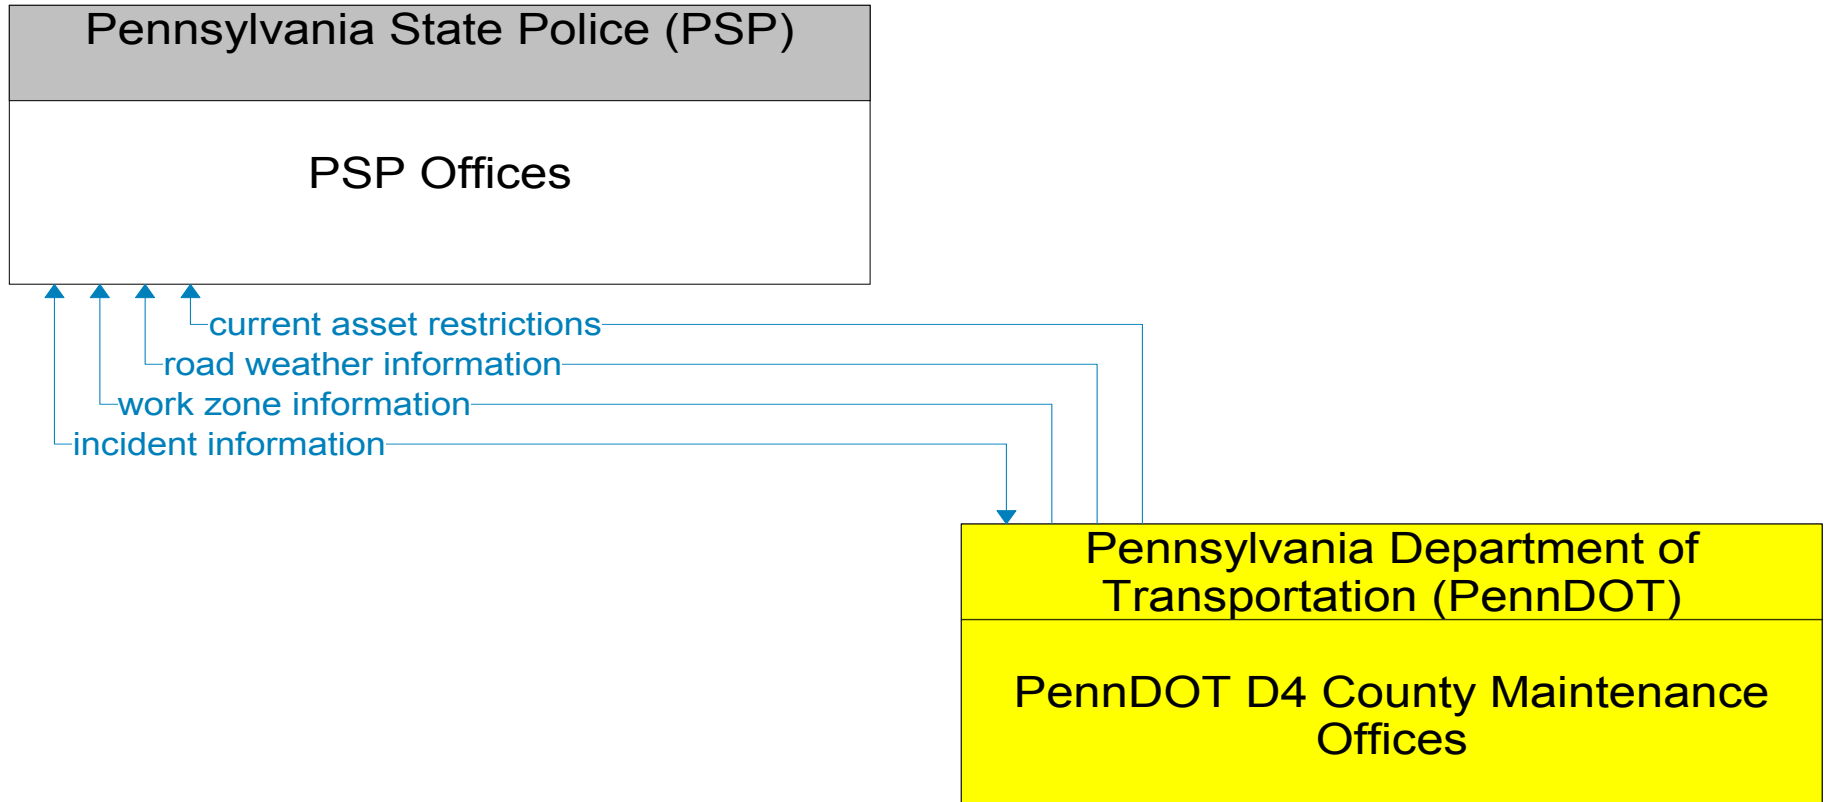 Pennsylvania State Police (PSP)
PSP Offices
current asset restrictions
road weather information
work zone information
incident information
Pennsylvania Department of
Transportation (PennDOT)
PennDOT D4 County Maintenance
Offices